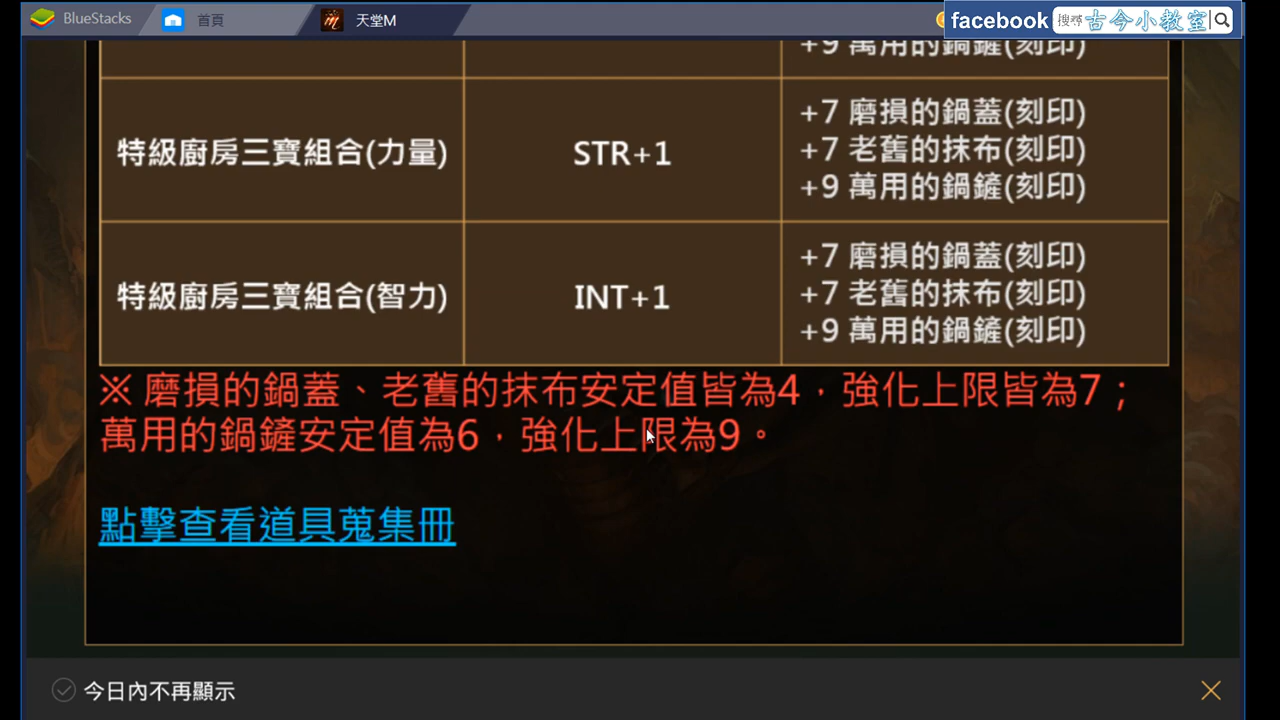 BlueStacks
首頁
天堂M
facebook
搜尋 古今小教室
+9 萬用的鍋鏟(刻印)
特級廚房三寶組合(力量)
STR+1
+7 磨損的鍋蓋(刻印)
+7 老舊的抹布(刻印)
+9 萬用的鍋鏟(刻印)
特級廚房三寶組合(智力)
INT+1
+7 磨損的鍋蓋(刻印)
+7 老舊的抹布(刻印)
+9 萬用的鍋鏟(刻印)
※ 磨損的鍋蓋、老舊的抹布安定值皆為4，強化上限皆為7；
萬用的鍋鏟安定值為6，強化上限為9。
點擊查看道具蒐集冊
今日內不再顯示